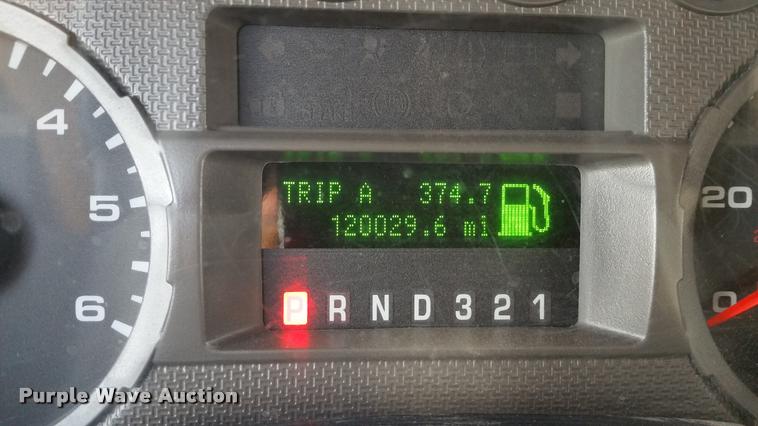 4
5
6
TRIP A 374.7
120029.6 mi
P R N D 3 2 1
20
0
Purple Wave Auction